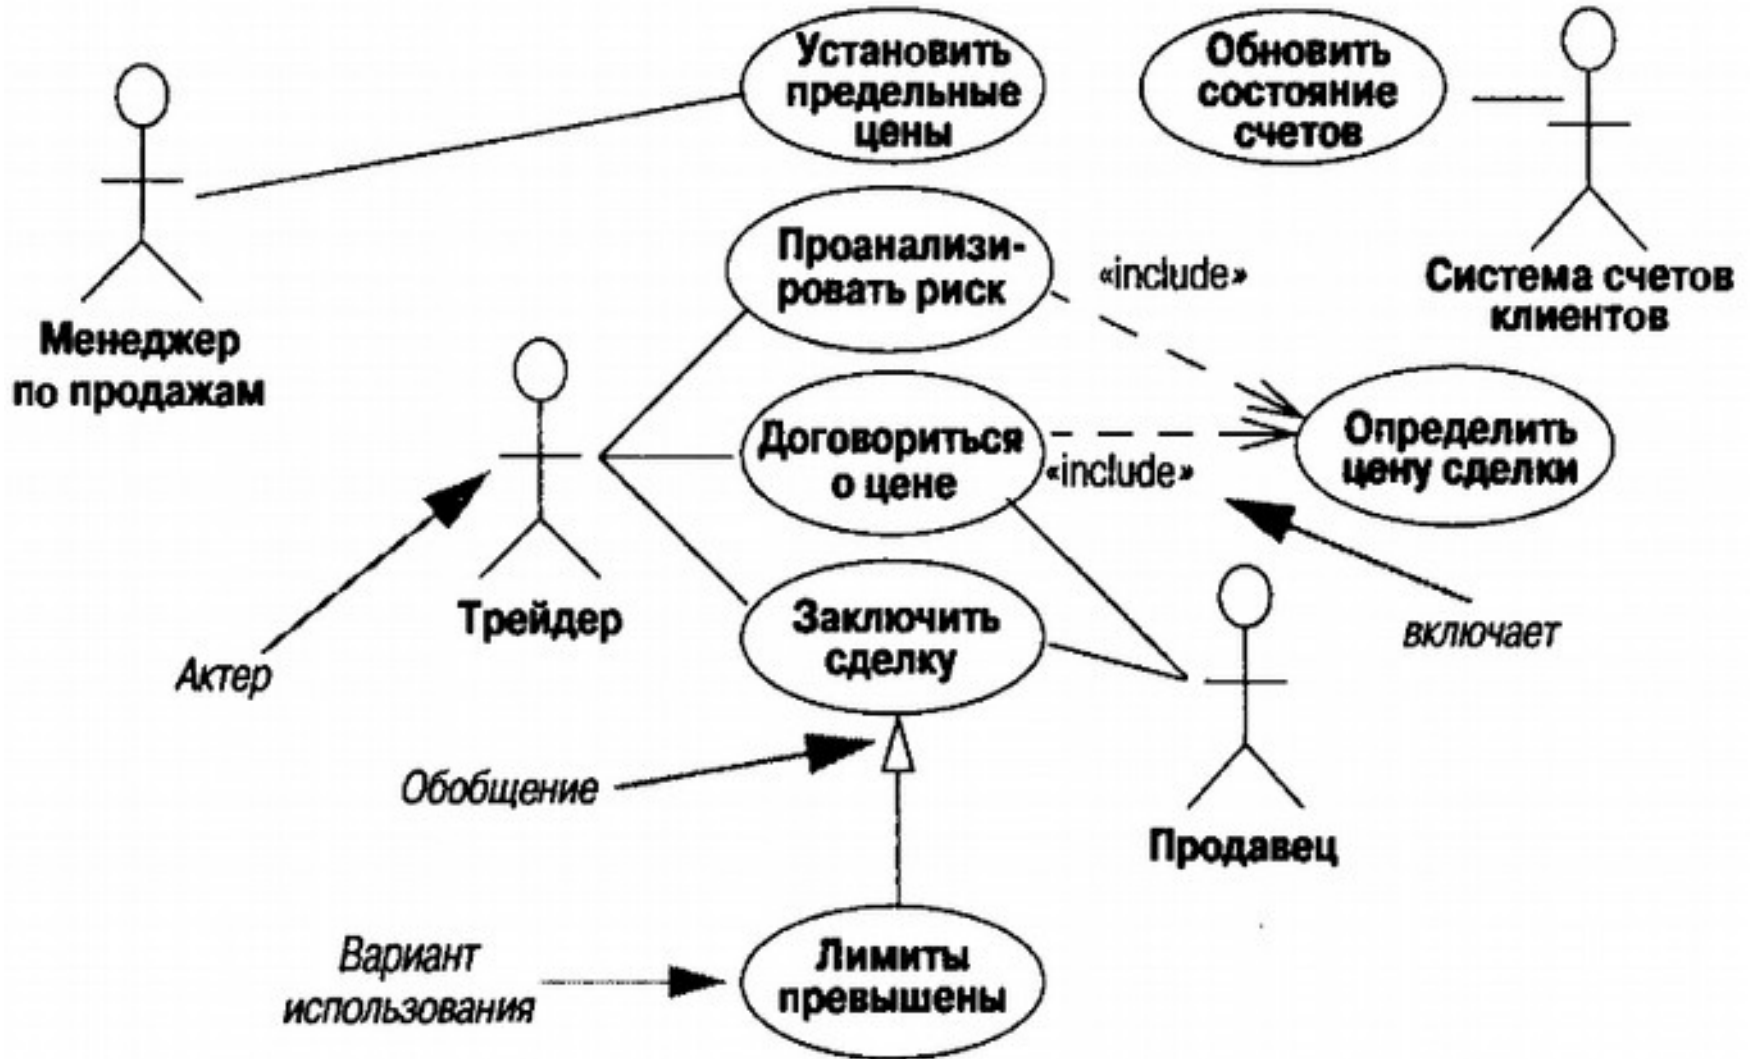 Установить
предельные
цены
Обновить
состояние
счетов
Проанализи-
ровать риск
«include»
Система счетов
клиентов
Менеджер
по продажам
Договориться
о цене
«include»
Определить
цену сделки
Трейдер
Заключить
сделку
включает
Актер
Обобщение
Продавец
Вариант
использования
Лимиты
превышены